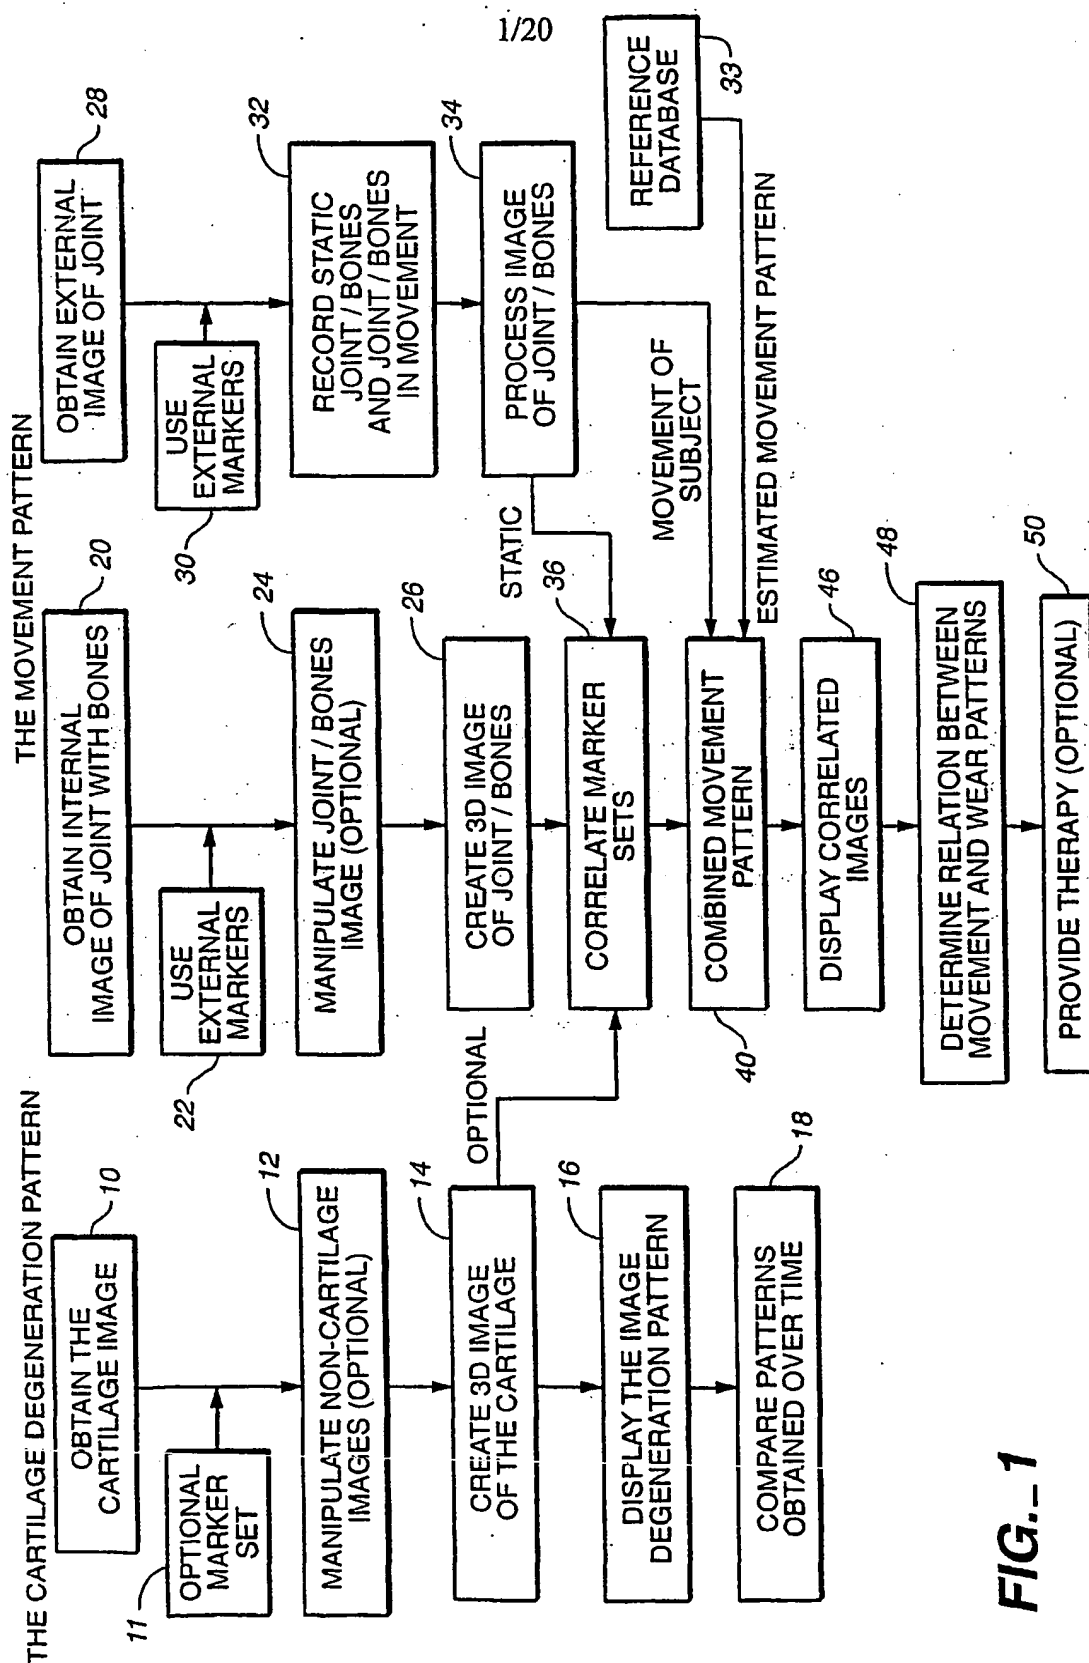 1/20
THE CARTILAGE DEGENERATION PATTERN
OBTAIN THE
CARTILAGE IMAGE
10
OPTIONAL
MARKER
SET
11
MANIPULATE NON-CARTILAGE
IMAGES (OPTIONAL)
12
CREATE 3D IMAGE
OF THE CARTILAGE
14
OPTIONAL
DISPLAY THE IMAGE
DEGENERATION PATTERN
16
COMPARE PATTERNS
OBTAINED OVER TIME
18
THE MOVEMENT PATTERN
OBTAIN INTERNAL
IMAGE OF JOINT WITH BONES
20
USE
EXTERNAL
MARKERS
22
MANIPULATE JOINT / BONES
IMAGE (OPTIONAL)
24
CREATE 3D IMAGE
OF JOINT / BONES
26
CORRELATE MARKER
SETS
36
COMBINED MOVEMENT
PATTERN
40
DISPLAY CORRELATED
IMAGES
46
DETERMINE RELATION BETWEEN
MOVEMENT AND WEAR PATTERNS
48
PROVIDE THERAPY (OPTIONAL)
50
OBTAIN EXTERNAL
IMAGE OF JOINT
28
USE
EXTERNAL
MARKERS
30
RECORD STATIC
JOINT / BONES
AND JOINT / BONES
IN MOVEMENT
32
PROCESS IMAGE
OF JOINT / BONES
34
STATIC
MOVEMENT OF
SUBJECT
REFERENCE
DATABASE
33
ESTIMATED MOVEMENT PATTERN
FIG._1